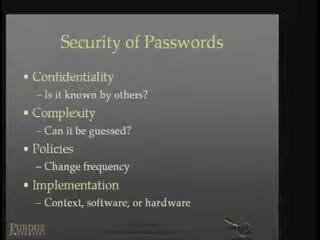 Security of Passwords
• Confidentiality
– Is it known by others?
• Complexity
– Can it be guessed?
• Policies
– Change frequency
• Implementation
– Context, software, or hardware
PURDUE
UNIVERSITY